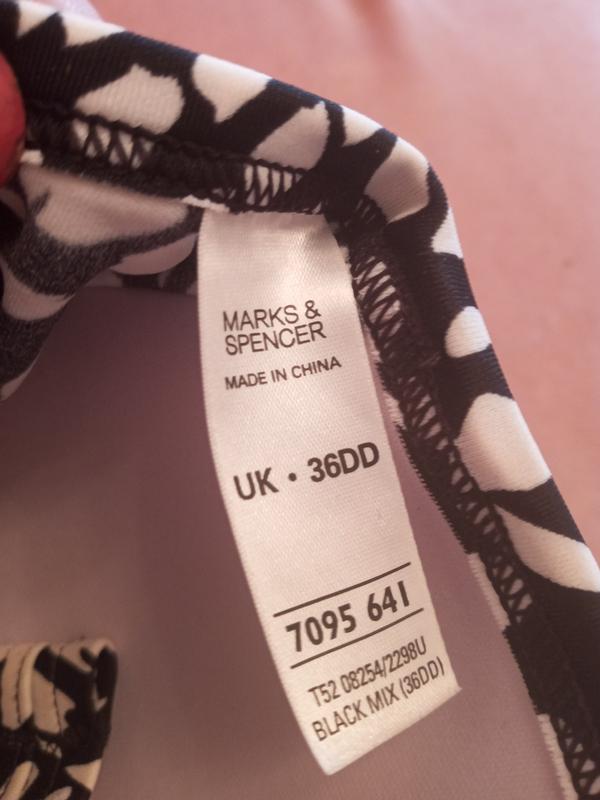 MARKS &
SPENCER
MADE IN CHINA
UK • 36DD
7095 641
T52 08254/2298U
BLACK MIX (36DD)